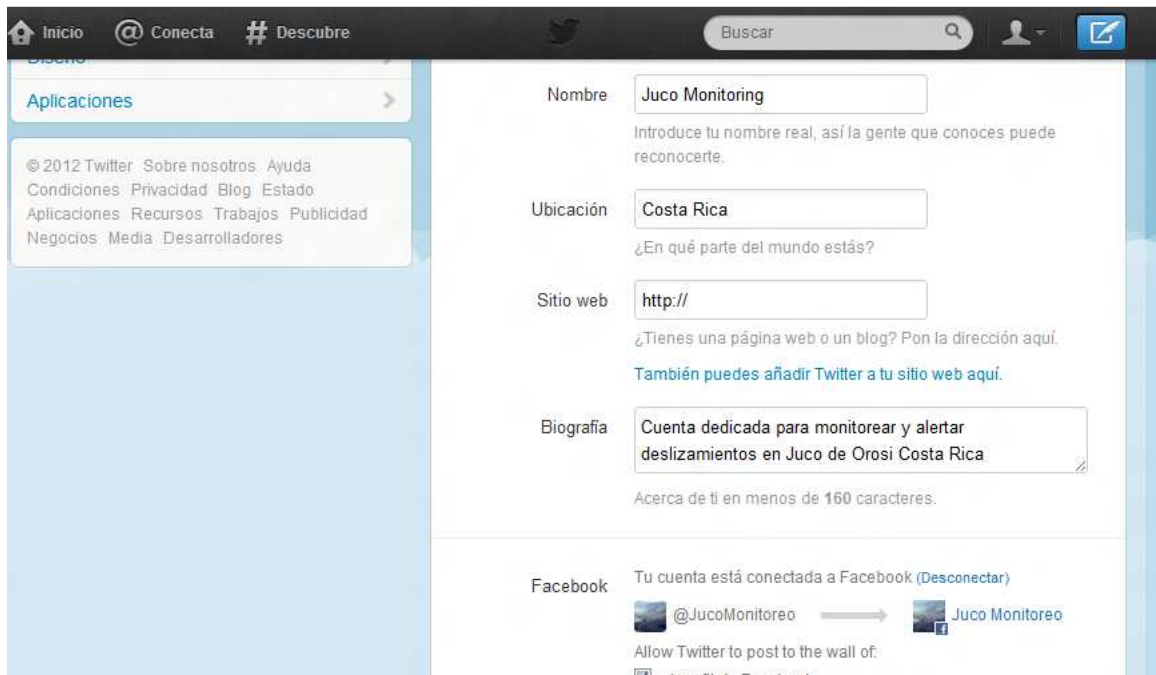 Inicio
Conecta
Descubre
Buscar
Diseño
Aplicaciones
© 2012 Twitter Sobre nosotros Ayuda
Condiciones Privacidad Blog Estado
Aplicaciones Recursos Trabajos Publicidad
Negocios Media Desarrolladores
Nombre
Juco Monitoring
Introduce tu nombre real, así la gente que conoces puede
reconocerte.
Ubicación
Costa Rica
¿En qué parte del mundo estás?
Sitio web
http://
¿Tienes una página web o un blog? Pon la dirección aquí.
También puedes añadir Twitter a tu sitio web aquí.
Biografía
Cuenta dedicada para monitorear y alertar
deslizamientos en Juco de Orosi Costa Rica
Acerca de ti en menos de 160 caracteres.
Facebook
Tu cuenta está conectada a Facebook (Desconectar)
@JucoMonitoreo
Juco Monitoreo
Allow Twitter to post to the wall of: